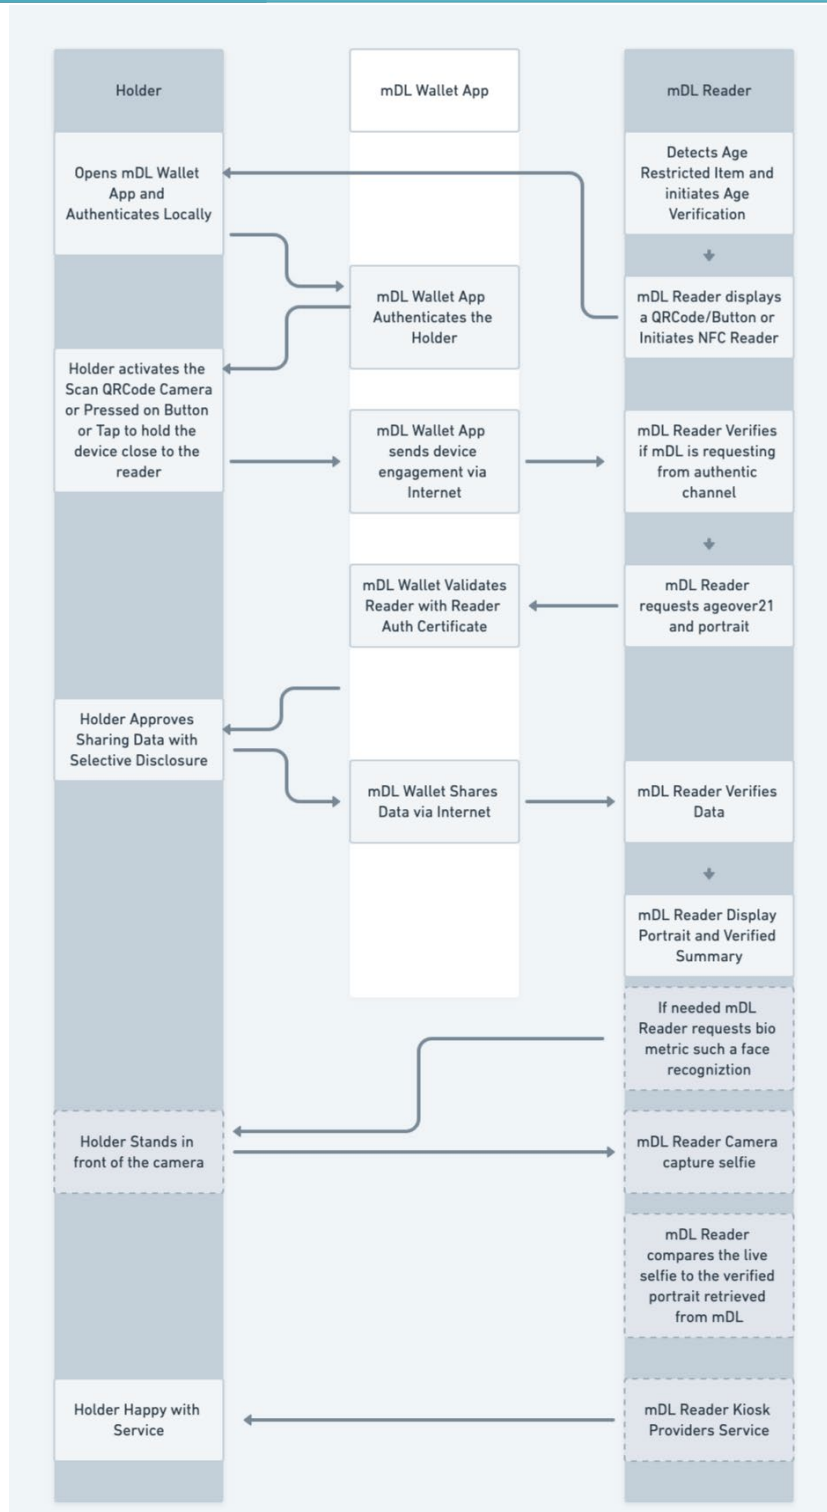 Holder
mDL Wallet App
mDL Reader
Detects Age
Restricted Item and
initiates Age
Verification
Opens mDL Wallet
App and
Authenticates Locally
mDL Wallet App
Authenticates the
Holder
mDL Reader displays
a QRCode/Button or
Initiates NFC Reader
Holder activates the
Scan QRCode Camera
or Pressed on Button
or Tap to hold the
device close to the
reader
mDL Wallet App
sends device
engagement via
Internet
mDL Reader Verifies
if mDL is requesting
from authentic
channel
mDL Wallet Validates
Reader with Reader
Auth Certificate
mDL Reader
requests ageover21
and portrait
Holder Approves
Sharing Data with
Selective Disclosure
mDL Wallet Shares
Data via Internet
mDL Reader Verifies
Data
mDL Reader Display
Portrait and Verified
Summary
If needed mDL
Reader requests bio
metric such a face
recogniztion
Holder Stands in
front of the camera
mDL Reader Camera
capture selfie
mDL Reader
compares the live
selfie to the verified
portrait retrieved
from mDL
Holder Happy with
Service
mDL Reader Kiosk
Providers Service